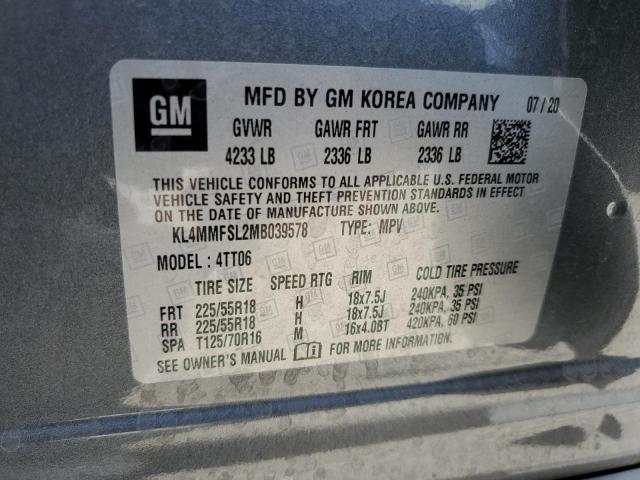 GM MFD BY GM KOREA COMPANY 07/20
GVWR GAWR FRT GAWR RR
4233 LB 2336 LB 2336 LB
THIS VEHICLE CONFORMS TO ALL APPLICABLE U.S. FEDERAL MOTOR
VEHICLE SAFETY AND THEFT PREVENTION STANDARDS IN EFFECT
ON THE DATE OF MANUFACTURE SHOWN ABOVE.
KL4MMFSL2MB039578 TYPE: MPV
MODEL : 4TT06
TIRE SIZE SPEED RTG RIM COLD TIRE PRESSURE
FRT 225/55R18 H 18x7.5J 240KPA, 35 PSI
RR 225/55R18 H 18x7.5J 240KPA, 35 PSI
SPA T125/70R16 M 16x4.0BT 420KPA, 60 PSI
SEE OWNER'S MANUAL FOR MORE INFORMATION.